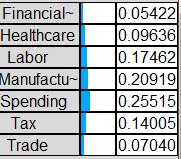 Financial~ 0.05422
Healthcare 0.09636
Labor 0.17462
Manufactu~ 0.20919
Spending 0.25515
Tax 0.14005
Trade 0.07040